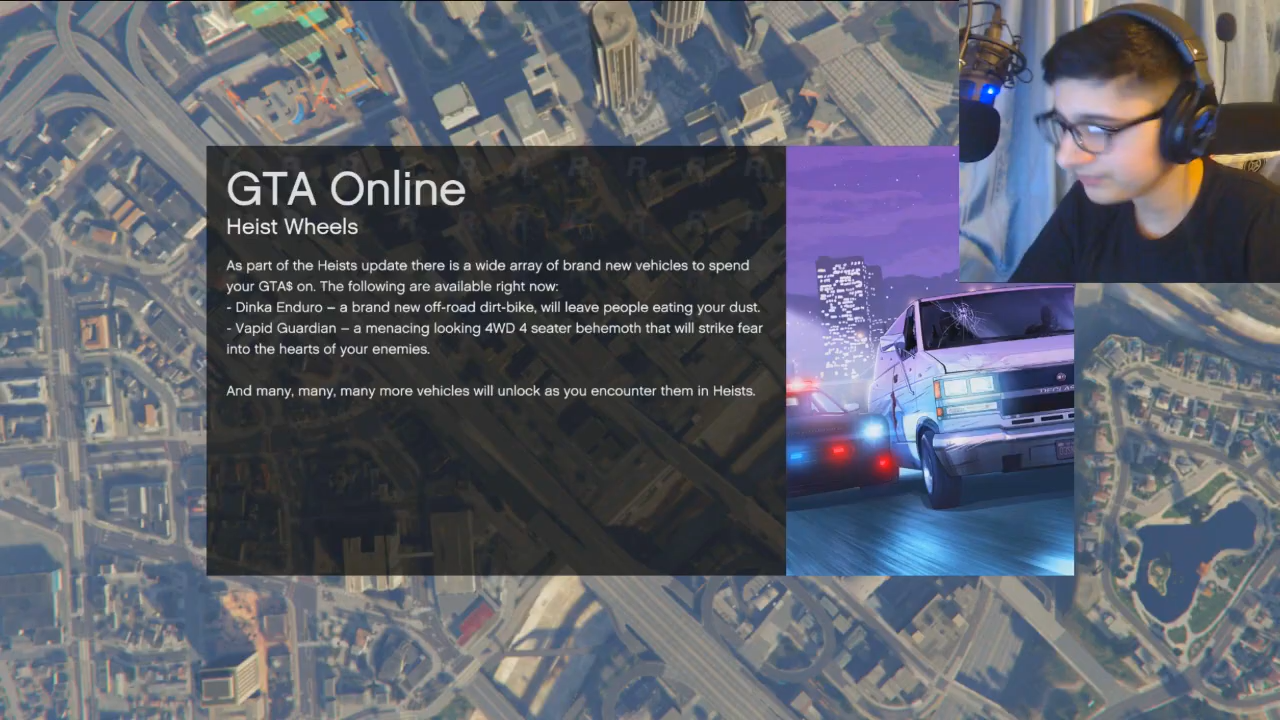 GTA Online
Heist Wheels
As part of the Heists update there is a wide array of brand new vehicles to spend
your GTA$ on. The following are available right now:
- Dinka Enduro – a brand new off-road dirt-bike, will leave people eating your dust.
- Vapid Guardian – a menacing looking 4WD 4 seater behemoth that will strike fear
into the hearts of your enemies.
And many, many, many more vehicles will unlock as you encounter them in Heists.